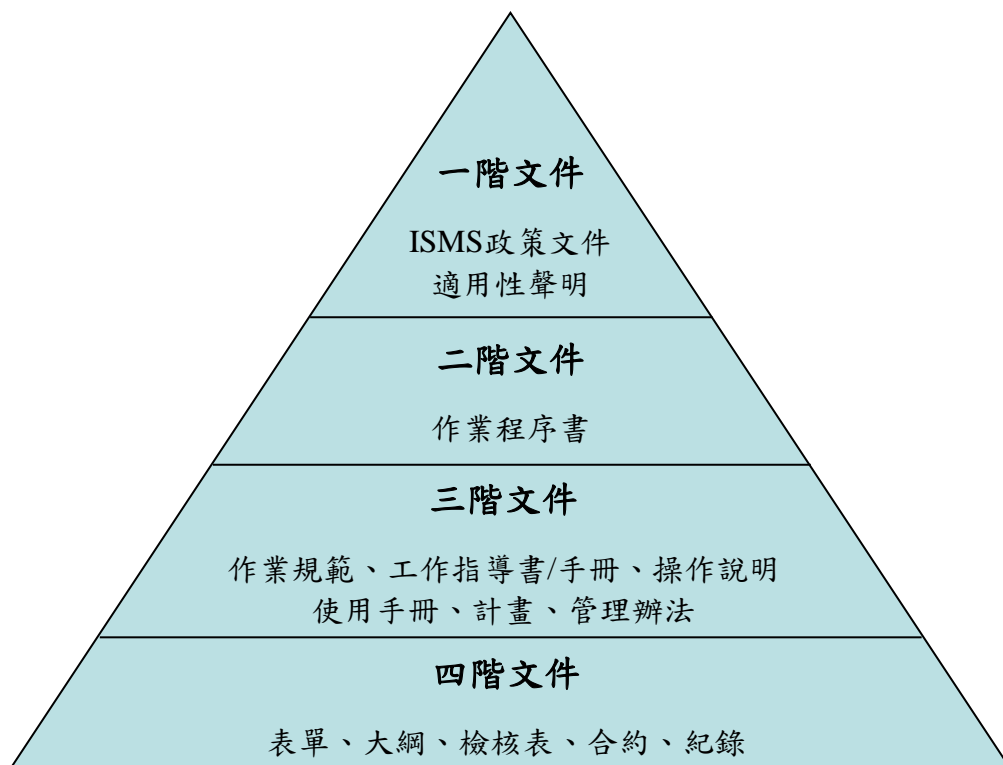 一階文件
ISMS政策文件
適用性聲明
二階文件
作業程序書
三階文件
作業規範、工作指導書/手冊、操作說明
使用手冊、計畫、管理辦法
四階文件
表單、大綱、檢核表、合約、紀錄